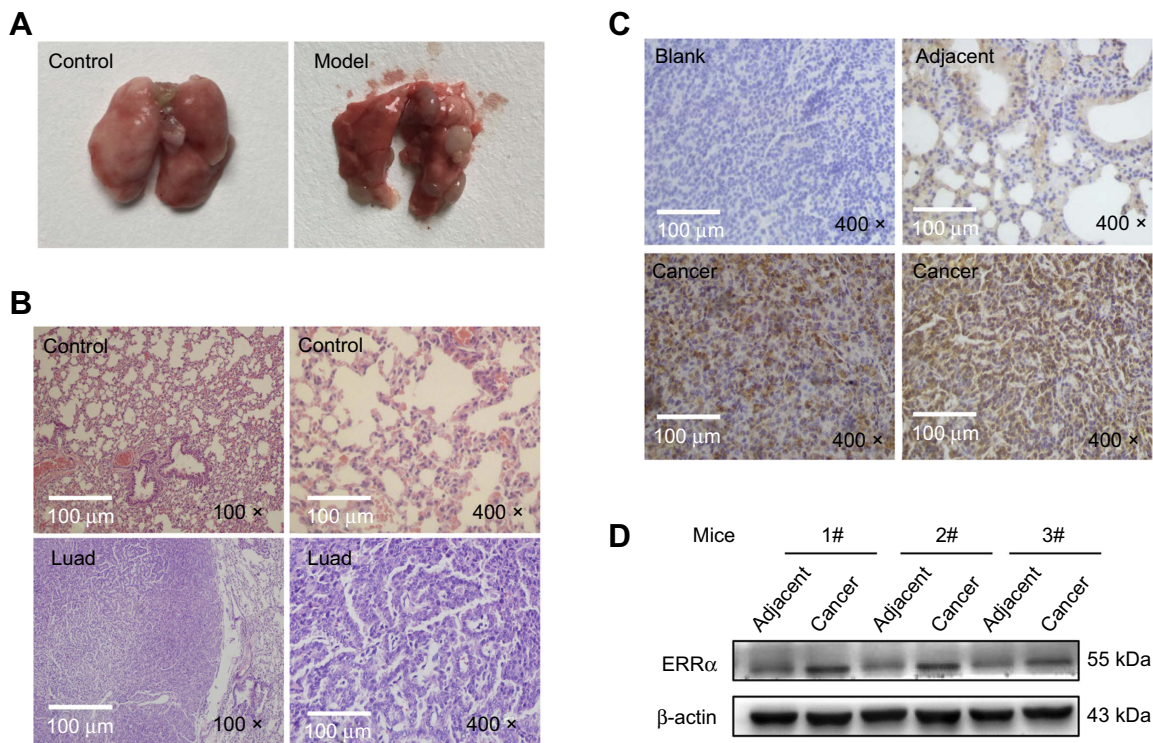 A
Control
Model
B
Control
100 μm
100 ×
Control
100 μm
400 ×
Luad
100 μm
100 ×
Luad
100 μm
400 ×
C
Blank
100 μm
400 ×
Adjacent
100 μm
400 ×
Cancer
100 μm
400 ×
Cancer
100 μm
400 ×
D
Mice 1# 2# 3#
Adjacent Cancer Adjacent Cancer Adjacent Cancer
ERRα 55 kDa
β-actin 43 kDa